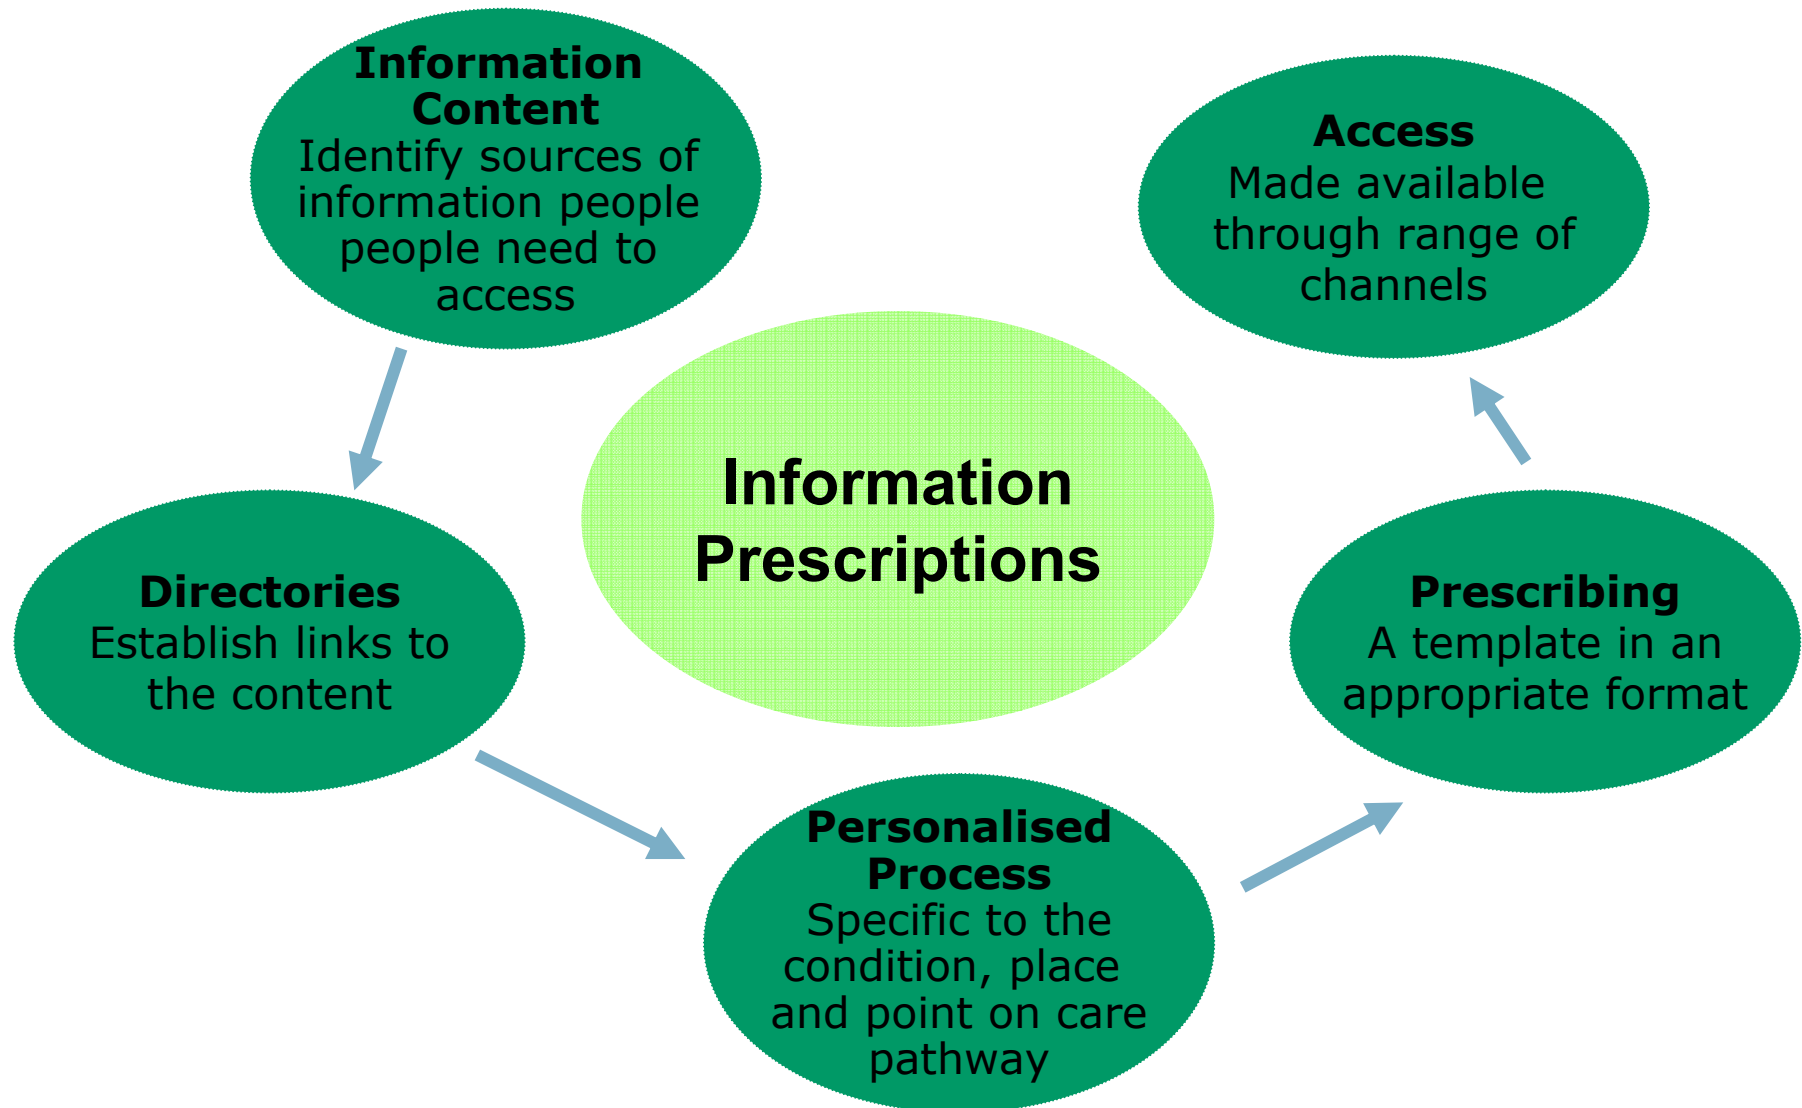 Information
Content
Identify sources of
information people
people need to
access
Access
Made available
through range of
channels
Information
Prescriptions
Directories
Establish links to
the content
Prescribing
A template in an
appropriate format
Personalised
Process
Specific to the
condition, place
and point on care
pathway